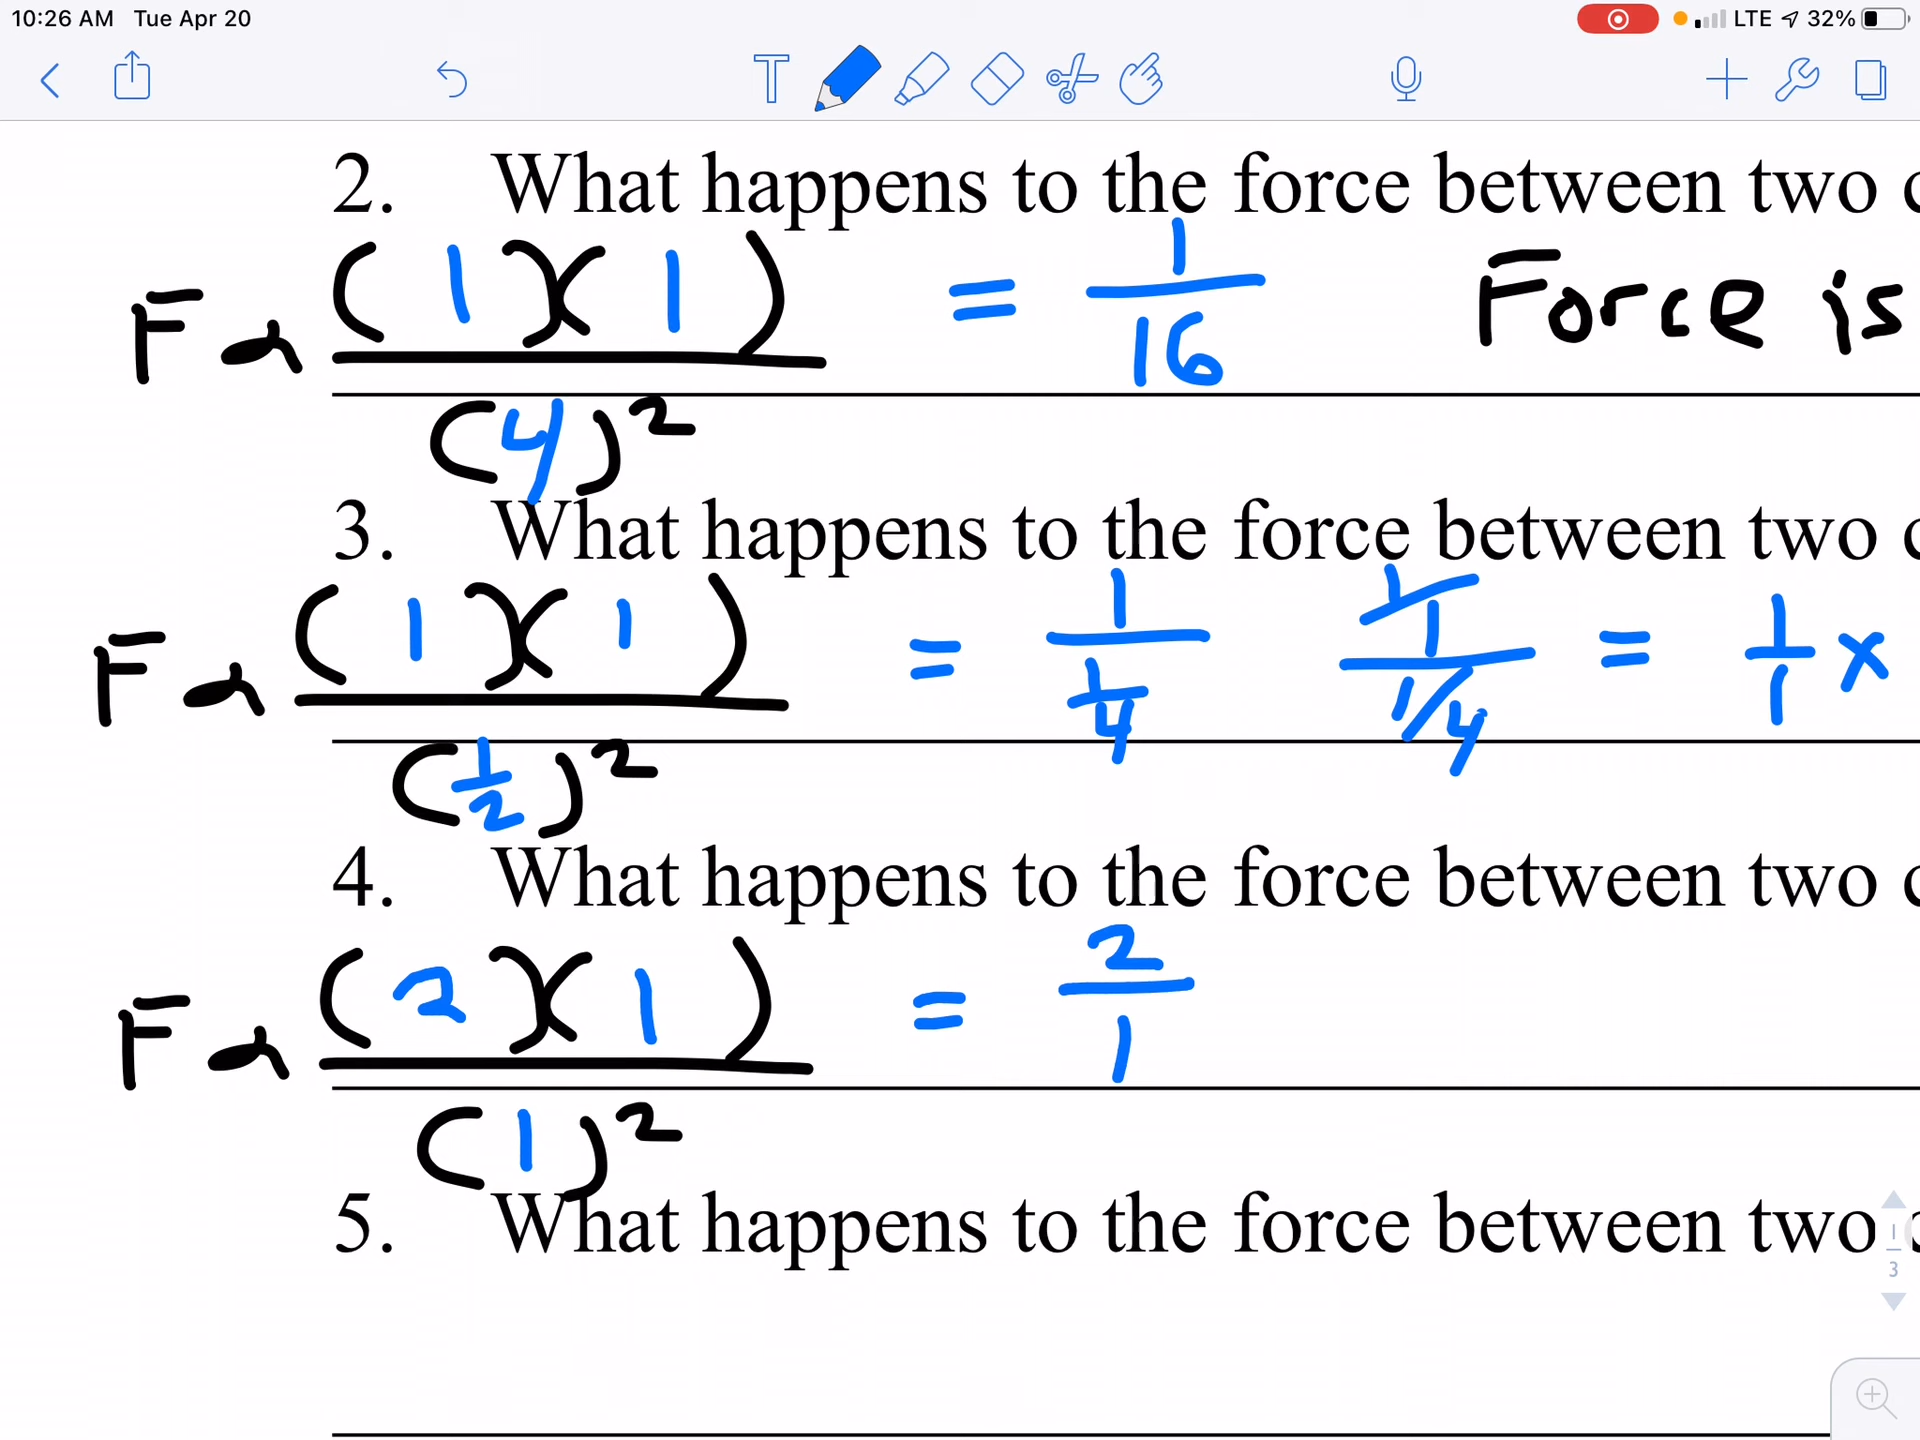 10:26 AM Tue Apr 20 LTE 32%
T
2. What happens to the force between two
F α (1)(1) / (4)² = 1/16 Force is
3. What happens to the force between two
F α (1)(1) / (1/2)² = 1 / (1/4) (1/1) / (1/4) = 1/1 x
4. What happens to the force between two
F α (2)(1) / (1)² = 2/1
5. What happens to the force between two
1
3